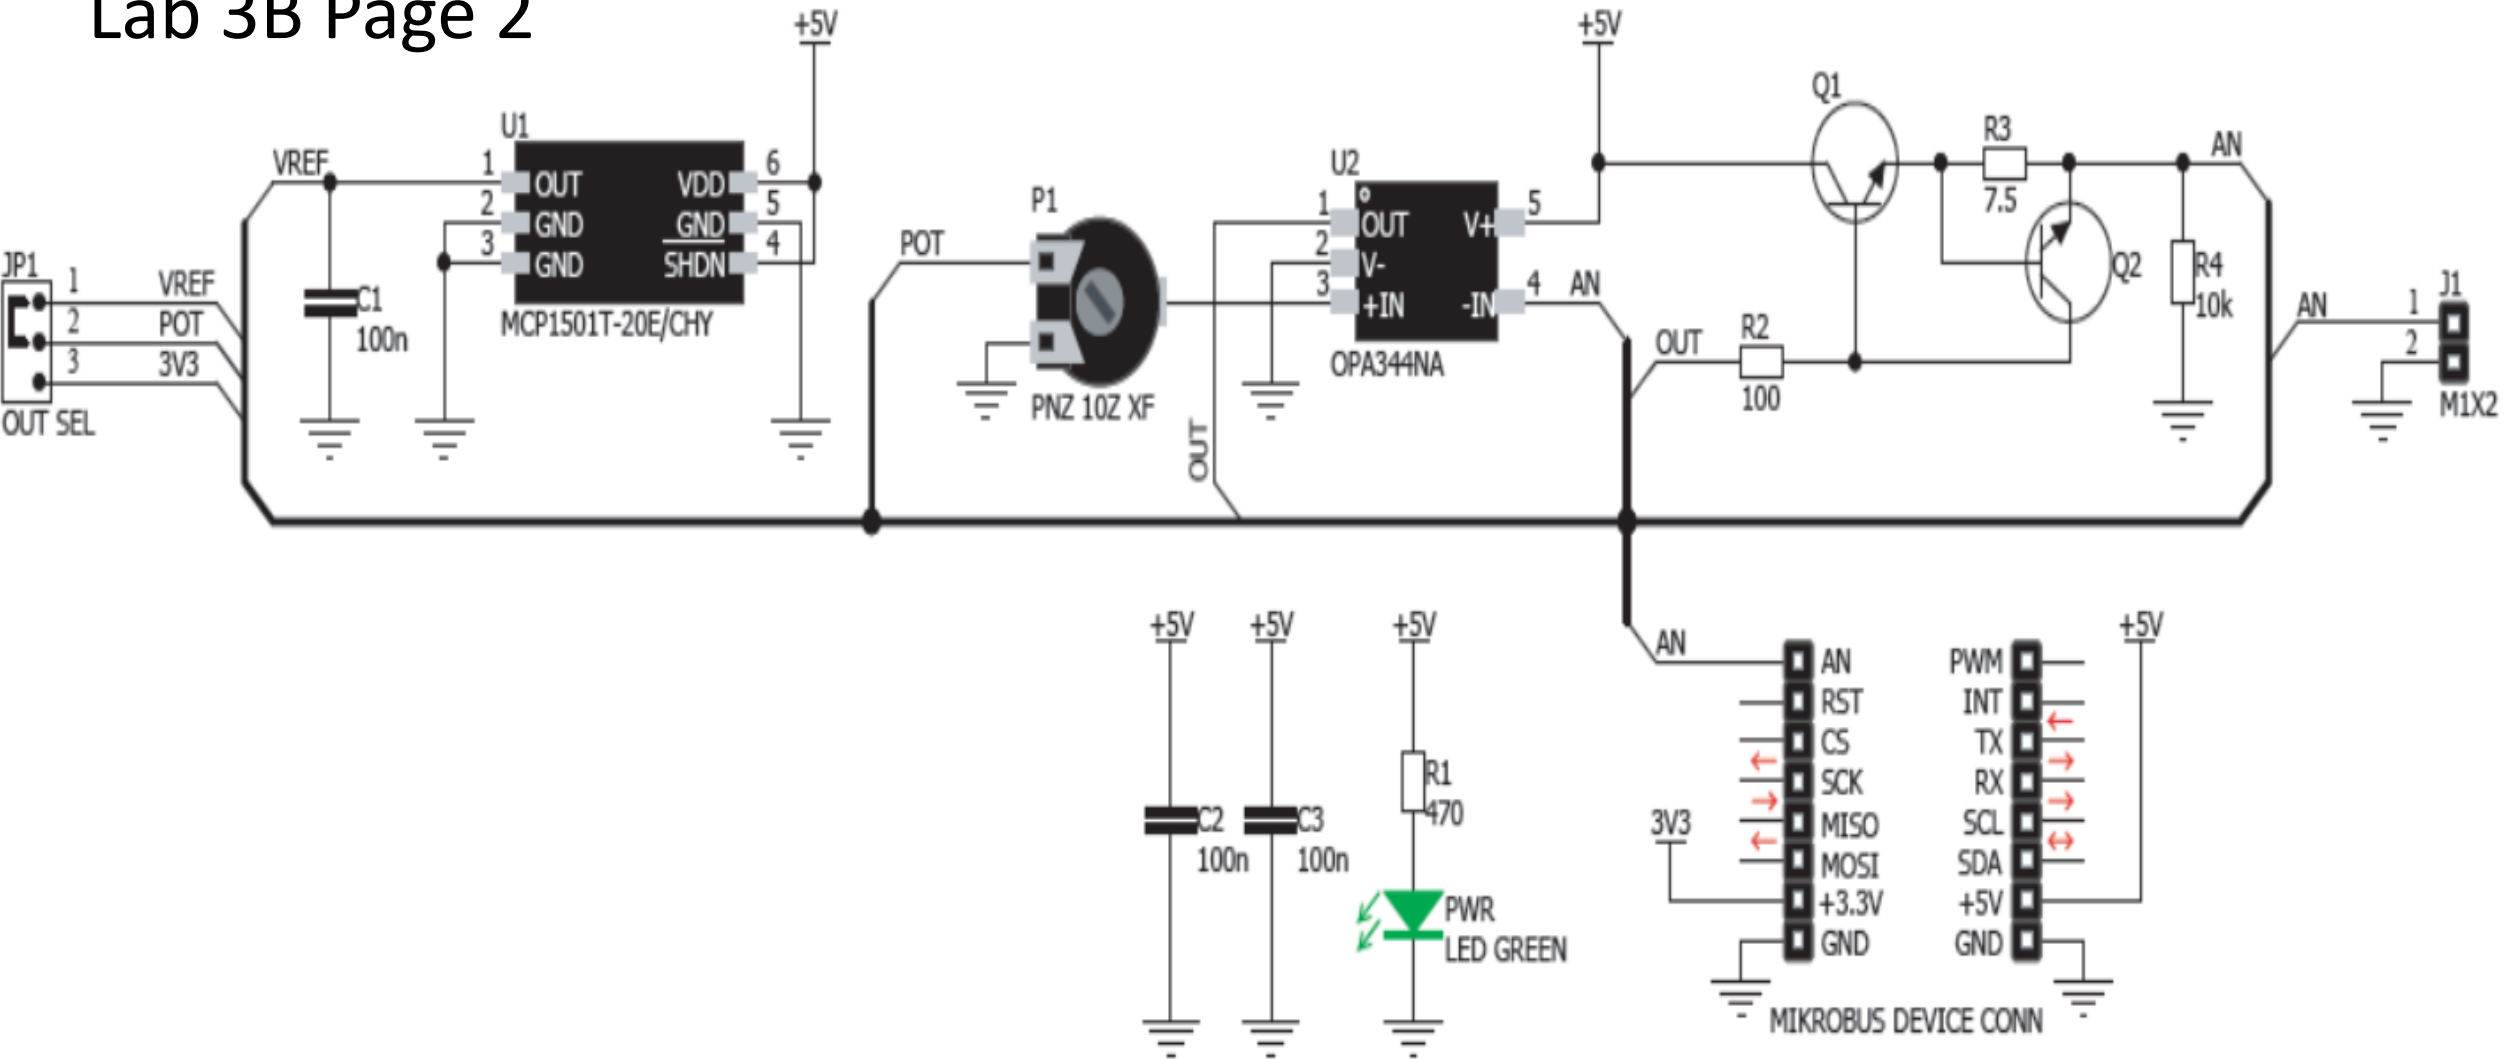 Lab 3B Page 2
+5V
+5V
Q1
U1
R3
AN
VREF
1
6
OUT
VDD
2
5
GND
GND
3
4
GND
SHDN
MCP1501T-20E/CHY
7.5
U2
P1
1
5
OUT
V+
2
V-
3
4
+IN
-IN
OPA344NA
AN
POT
PNZ 10Z XF
Q2
R4
10k
JP1
1
VREF
2
POT
3
3V3
OUT SEL
C1
100n
OUT
R2
100
OUT
J1
AN
1
2
M1X2
+5V
+5V
+5V
AN
+5V
AN
PWM
RST
INT
CS
TX
SCK
RX
MISO
SCL
MOSI
SDA
+3.3V
+5V
GND
GND
3V3
R1
470
C2
100n
C3
100n
PWR
LED GREEN
MIKROBUS DEVICE CONN